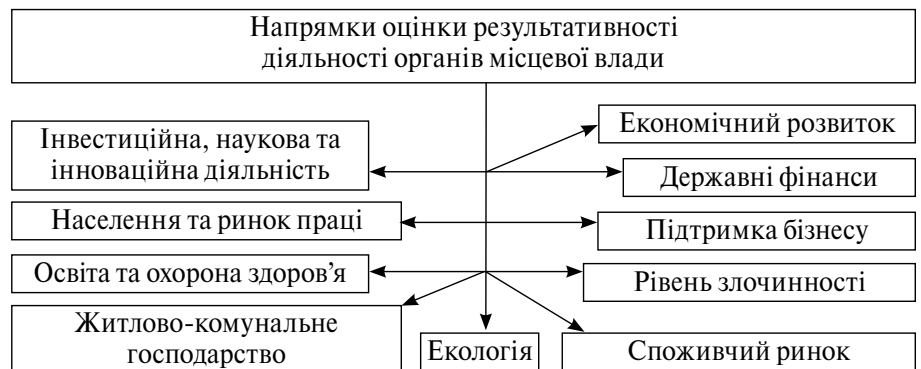 Напрямки оцінки результативності
діяльності органів місцевої влади
Інвестиційна, наукова та
інноваційна діяльність
Економічний розвиток
Державні фінанси
Населення та ринок праці
Підтримка бізнесу
Освіта та охорона здоров’я
Рівень злочинності
Житлово-комунальне
господарство
Екологія
Споживчий ринок